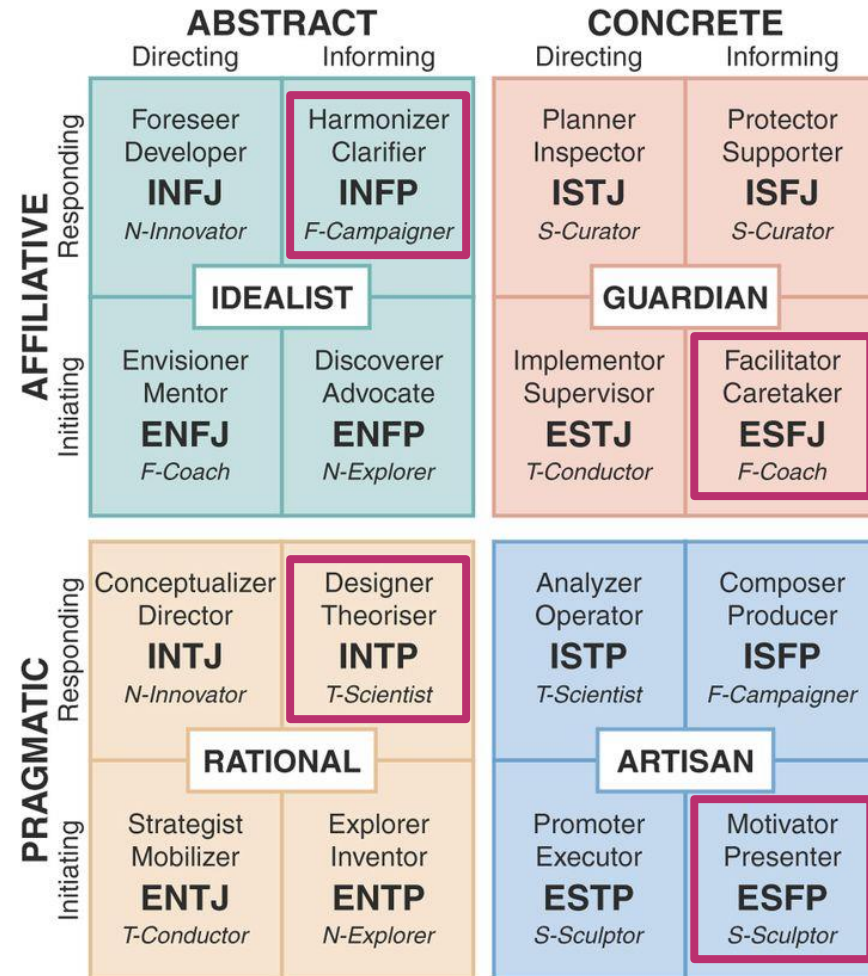 ABSTRACT
CONCRETE
Directing
Informing
Directing
Informing
AFFILIATIVE
Responding
Foreseer
Developer
INFJ
N-Innovator
Harmonizer
Clarifier
INFP
F-Campaigner
Planner
Inspector
ISTJ
S-Curator
Protector
Supporter
ISFJ
S-Curator
IDEALIST
GUARDIAN
Initiating
Envisioner
Mentor
ENFJ
F-Coach
Discoverer
Advocate
ENFP
N-Explorer
Implementor
Supervisor
ESTJ
T-Conductor
Facilitator
Caretaker
ESFJ
F-Coach
PRAGMATIC
Responding
Conceptualizer
Director
INTJ
N-Innovator
Designer
Theoriser
INTP
T-Scientist
Analyzer
Operator
ISTP
T-Scientist
Composer
Producer
ISFP
F-Campaigner
RATIONAL
ARTISAN
Initiating
Strategist
Mobilizer
ENTJ
T-Conductor
Explorer
Inventor
ENTP
N-Explorer
Promoter
Executor
ESTP
S-Sculptor
Motivator
Presenter
ESFP
S-Sculptor